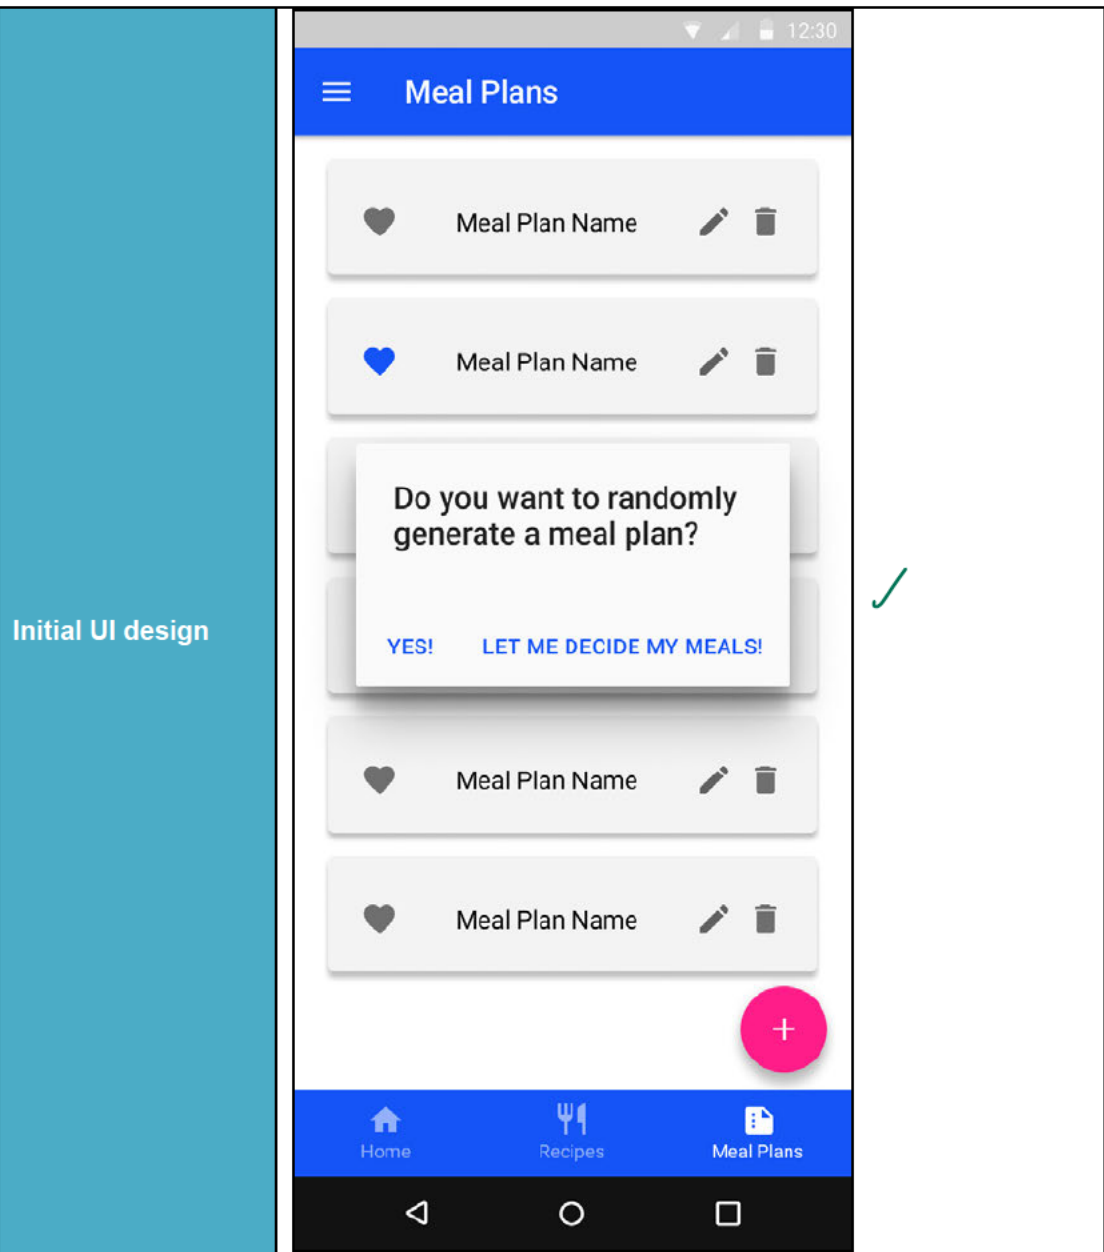 12:30
Meal Plans
Meal Plan Name
Meal Plan Name
Do you want to randomly
generate a meal plan?
Initial UI design
YES! LET ME DECIDE MY MEALS!
Meal Plan Name
Meal Plan Name
Home Recipes Meal Plans